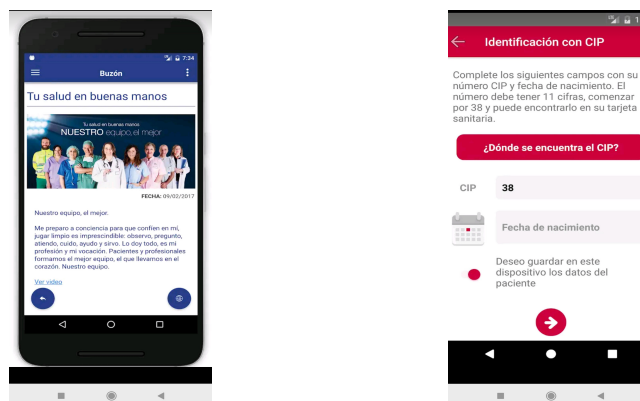 7:34
Buzón
Tu salud en buenas manos
Tu salud en buenas manos
NUESTRO equipo, el mejor
FECHA: 09/02/2017
Nuestro equipo, el mejor.
Me preparo a conciencia para que confíen en mí,
jugar limpio es imprescindible: observo, pregunto,
atiendo, cuido, ayudo y sirvo. Lo doy todo, es mi
profesión y mi vocación. Pacientes y profesionales
formamos el mejor equipo, el que llevamos en el
corazón. Nuestro equipo.
Ver video
Identificación con CIP
Complete los siguientes campos con su
número CIP y fecha de nacimiento. El
número debe tener 11 cifras, comenzar
por 38 y puede encontrarlo en su tarjeta
sanitaria.
¿Dónde se encuentra el CIP?
CIP 38
Fecha de nacimiento
Deseo guardar en este
dispositivo los datos del
paciente